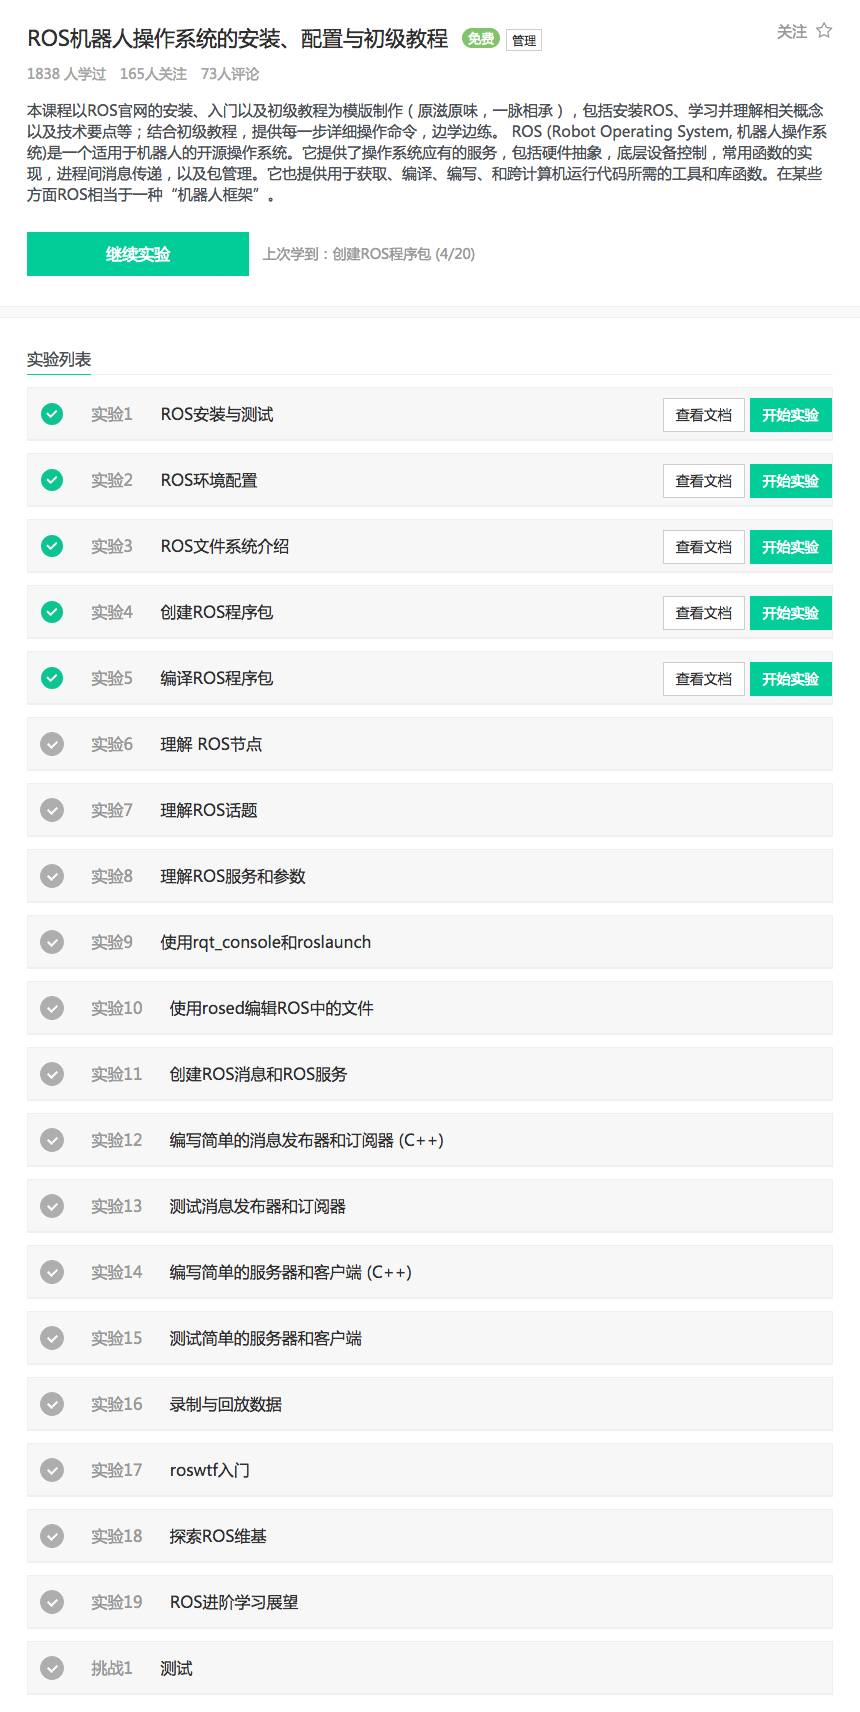 ROS机器人操作系统的安装、配置与初级教程 免费 管理 关注
1838 人学过 165人关注 73人评论
本课程以ROS官网的安装、入门以及初级教程为模版制作（原滋原味，一脉相承），包括安装ROS、学习并理解相关概念
以及技术要点等；结合初级教程，提供每一步详细操作命令，边学边练。 ROS (Robot Operating System, 机器人操作系
统)是一个适用于机器人的开源操作系统。它提供了操作系统应有的服务，包括硬件抽象，底层设备控制，常用函数的实
现，进程间消息传递，以及包管理。它也提供用于获取、编译、编写、和跨计算机运行代码所需的工具和库函数。在某些
方面ROS相当于一种“机器人框架”。
继续实验 上次学到：创建ROS程序包 (4/20)
实验列表
实验1 ROS安装与测试 查看文档 开始实验
实验2 ROS环境配置 查看文档 开始实验
实验3 ROS文件系统介绍 查看文档 开始实验
实验4 创建ROS程序包 查看文档 开始实验
实验5 编译ROS程序包 查看文档 开始实验
实验6 理解 ROS节点
实验7 理解ROS话题
实验8 理解ROS服务和参数
实验9 使用rqt_console和roslaunch
实验10 使用rosed编辑ROS中的文件
实验11 创建ROS消息和ROS服务
实验12 编写简单的消息发布器和订阅器 (C++)
实验13 测试消息发布器和订阅器
实验14 编写简单的服务器和客户端 (C++)
实验15 测试简单的服务器和客户端
实验16 录制与回放数据
实验17 roswtf入门
实验18 探索ROS维基
实验19 ROS进阶学习展望
挑战1 测试